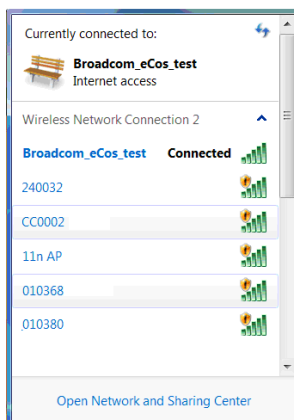 Currently connected to:
Broadcom_eCos_test
Internet access
Wireless Network Connection 2
Broadcom_eCos_test Connected
240032
CC0002
11n AP
010368
010380
Open Network and Sharing Center